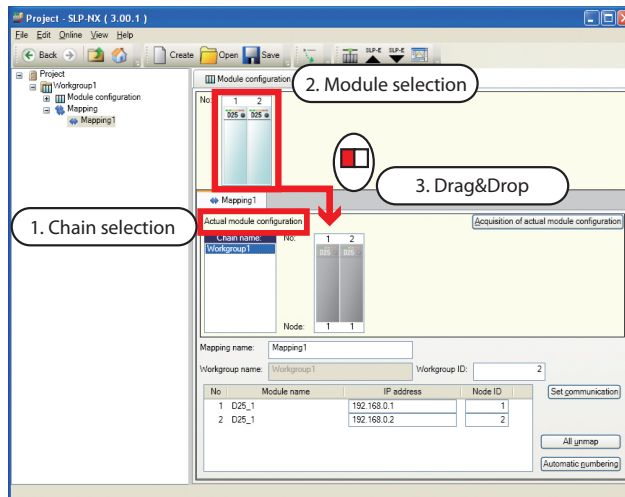 Project - SLP-NX ( 3.00.1 )
File Edit Online View Help
Back Create Open Save SLP-E SLP-E
Project
Workgroup1
Module configuration
Mapping
Mapping1
Module configuration
2. Module selection
No: 1 2
D25 D25
3. Drag&Drop
Mapping1
1. Chain selection
Actual module configuration
Acquisition of actual module configuration
Chain name: No: 1 2
Workgroup1
D25 D25
Node: 1 1
Mapping name: Mapping1
Workgroup name: Workgroup1 Workgroup ID: 2
No Module name IP address Node ID
Set communication
1 D25_1 192.168.0.1 1
2 D25_1 192.168.0.2 2
All unmap
Automatic numbering